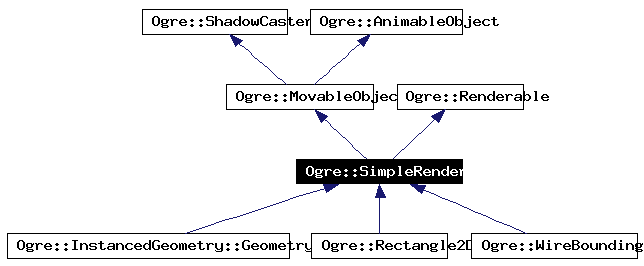 Ogre::ShadowCaster
Ogre::AnimableObject
Ogre::MovableObjec
Ogre::Renderable
Ogre::SimpleRender
Ogre::InstancedGeometry::Geometry
Ogre::Rectangle2D
Ogre::WireBounding